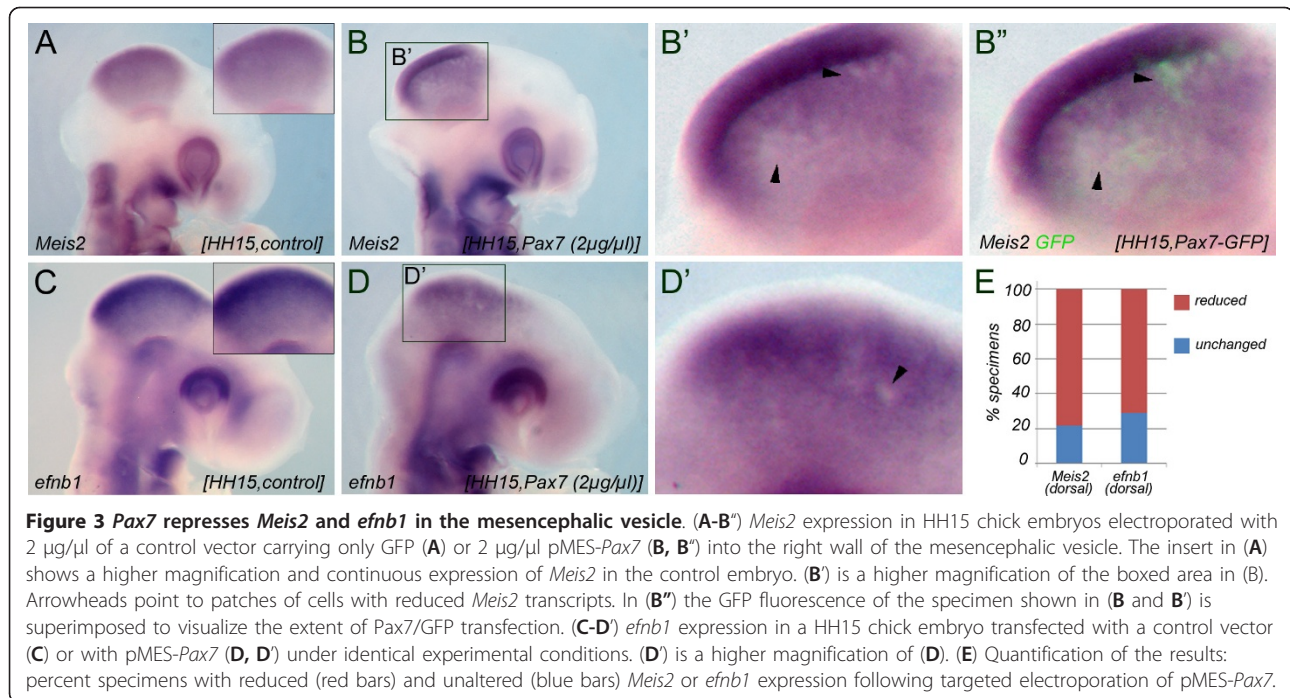 A
Meis2 [HH15,control]
B
B'
Meis2 [HH15,Pax7 (2µg/µl)]
B'
B"
Meis2 GFP [HH15,Pax7-GFP]
C
efnb1 [HH15,control]
D
D'
efnb1 [HH15,Pax7 (2µg/µl)]
D'
E
% specimens
100
80
60
40
20
0
Meis2
(dorsal)
efnb1
(dorsal)
reduced
unchanged
Figure 3 Pax7 represses Meis2 and efnb1 in the mesencephalic vesicle. (A-B") Meis2 expression in HH15 chick embryos electroporated with
2 µg/µl of a control vector carrying only GFP (A) or 2 µg/µl pMES-Pax7 (B, B") into the right wall of the mesencephalic vesicle. The insert in (A)
shows a higher magnification and continuous expression of Meis2 in the control embryo. (B') is a higher magnification of the boxed area in (B).
Arrowheads point to patches of cells with reduced Meis2 transcripts. In (B") the GFP fluorescence of the specimen shown in (B and B') is
superimposed to visualize the extent of Pax7/GFP transfection. (C-D') efnb1 expression in a HH15 chick embryo transfected with a control vector
(C) or with pMES-Pax7 (D, D') under identical experimental conditions. (D') is a higher magnification of (D). (E) Quantification of the results:
percent specimens with reduced (red bars) and unaltered (blue bars) Meis2 or efnb1 expression following targeted electroporation of pMES-Pax7.